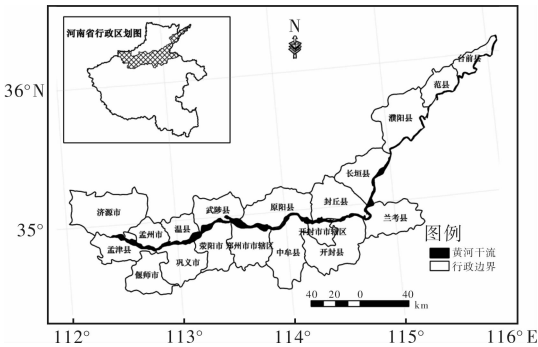 河南省行政区划图
N
36°N
35°
台前县
范县
濮阳县
长垣县
封丘县
原阳县
武陟县
温县
孟州市
济源市
兰考县
开封市市辖区
开封县
中牟县
郑州市市辖区
荥阳市
巩义市
孟津县
偃师市
图例
黄河干流
行政边界
40 20 0 40
km
112° 113° 114° 115° 116°E